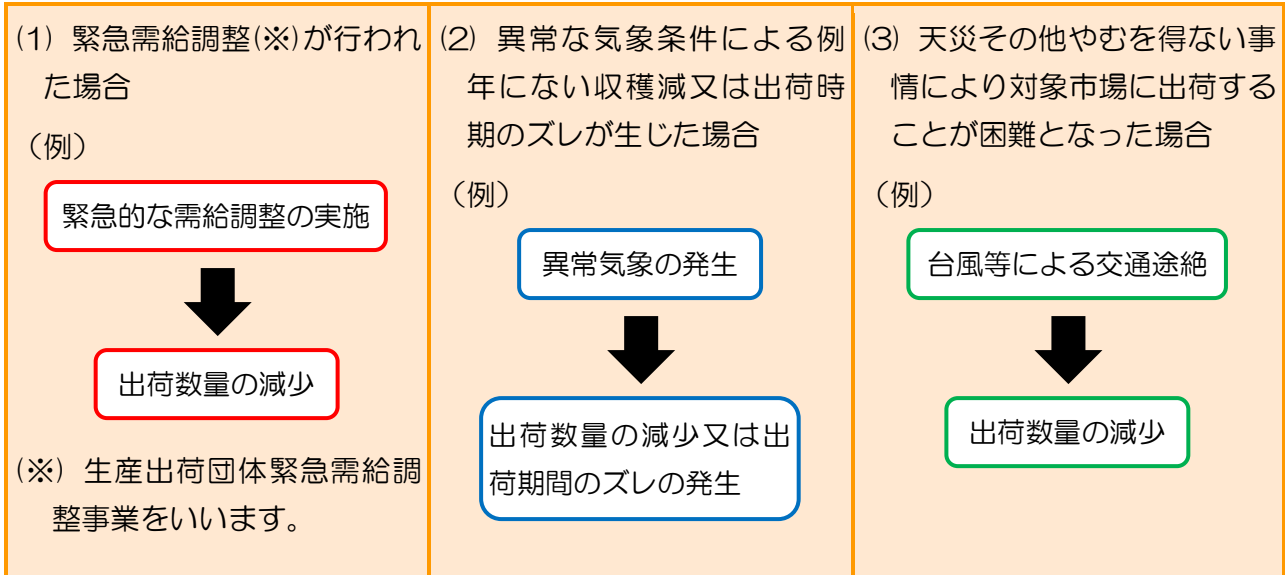 (1) 緊急需給調整(※)が行われ
た場合
（例）
緊急的な需給調整の実施
出荷数量の減少
(※) 生産出荷団体緊急需給調
整事業をいいます。
(2) 異常な気象条件による例
年にない収穫減又は出荷時
期のズレが生じた場合
（例）
異常気象の発生
出荷数量の減少又は出
荷期間のズレの発生
(3) 天災その他やむを得ない事
情により対象市場に出荷する
ことが困難となった場合
（例）
台風等による交通途絶
出荷数量の減少